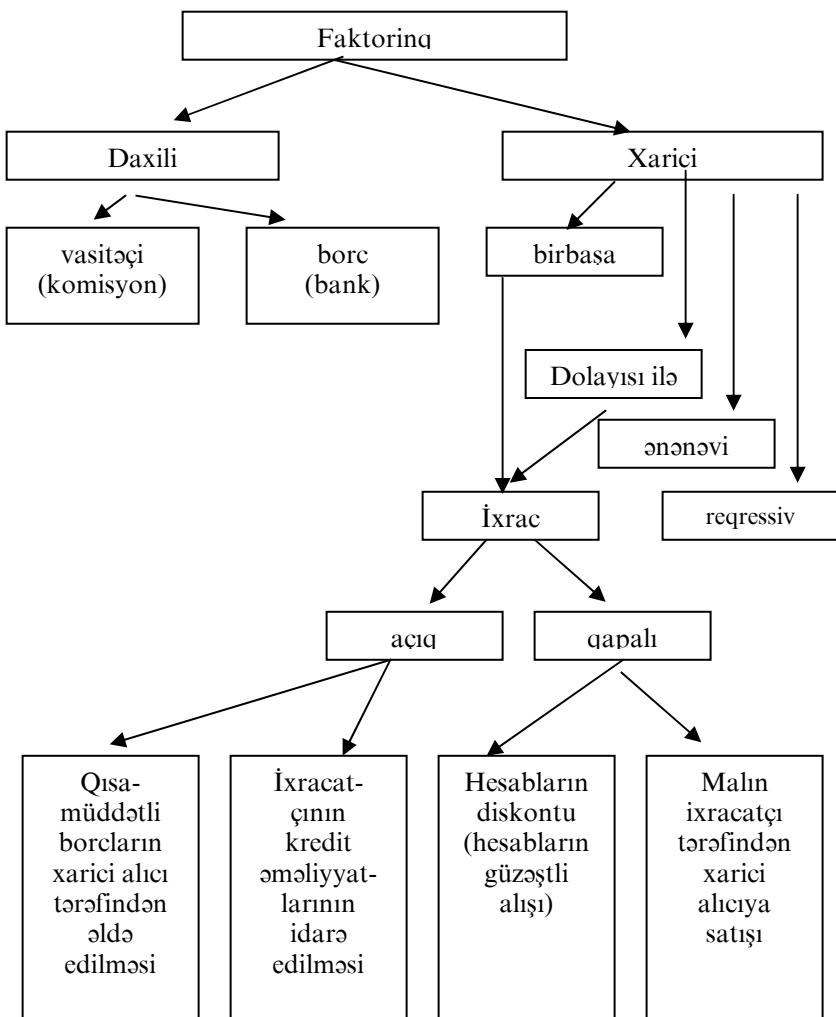 Faktorinq
Daxili
Xarici
vasitəçi
(komisyon)
borc
(bank)
birbaşa
Dolayısı ilə
ənənəvi
İxrac
reqressiv
açıq
qapalı
Qısa-
müddətli
borcların
xarici alıcı
tərəfindən
əldə
edilməsi
İxracat-
çının
kredit
əməliyyat-
larının
idarə
edilməsi
Hesabların
diskontu
(hesabların
güzəştli
alışı)
Malın
ixracatçı
tərəfindən
xarici
alıcıya
satışı